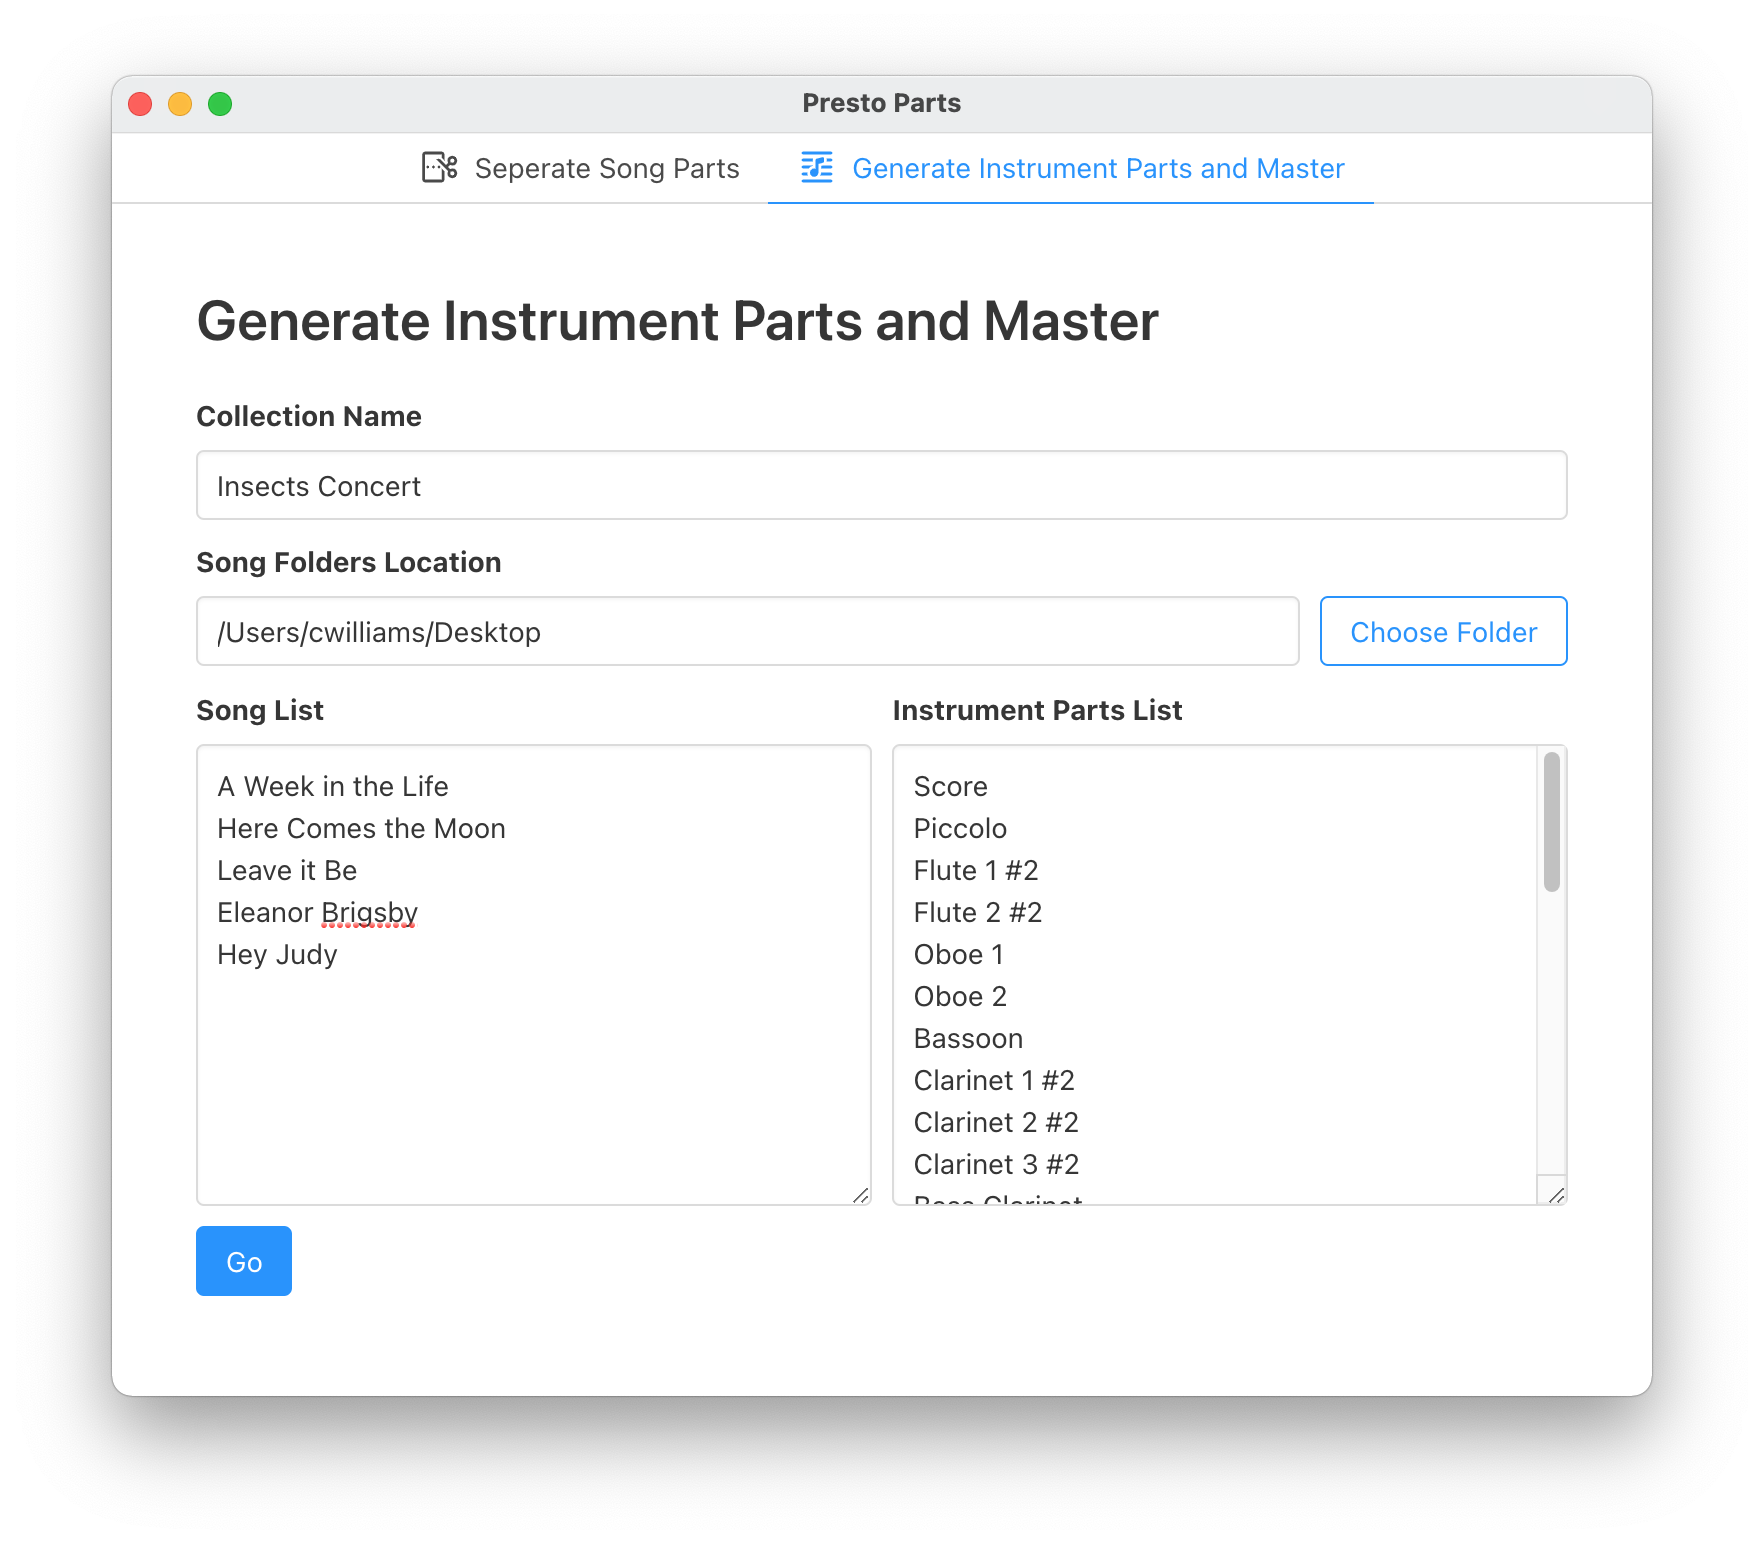 Presto Parts
Seperate Song Parts
Generate Instrument Parts and Master
Generate Instrument Parts and Master
Collection Name
Insects Concert
Song Folders Location
/Users/cwilliams/Desktop
Choose Folder
Song List
A Week in the Life
Here Comes the Moon
Leave it Be
Eleanor Brigsby
Hey Judy
Instrument Parts List
Score
Piccolo
Flute 1 #2
Flute 2 #2
Oboe 1
Oboe 2
Bassoon
Clarinet 1 #2
Clarinet 2 #2
Clarinet 3 #2
Bass Clarinet
Go